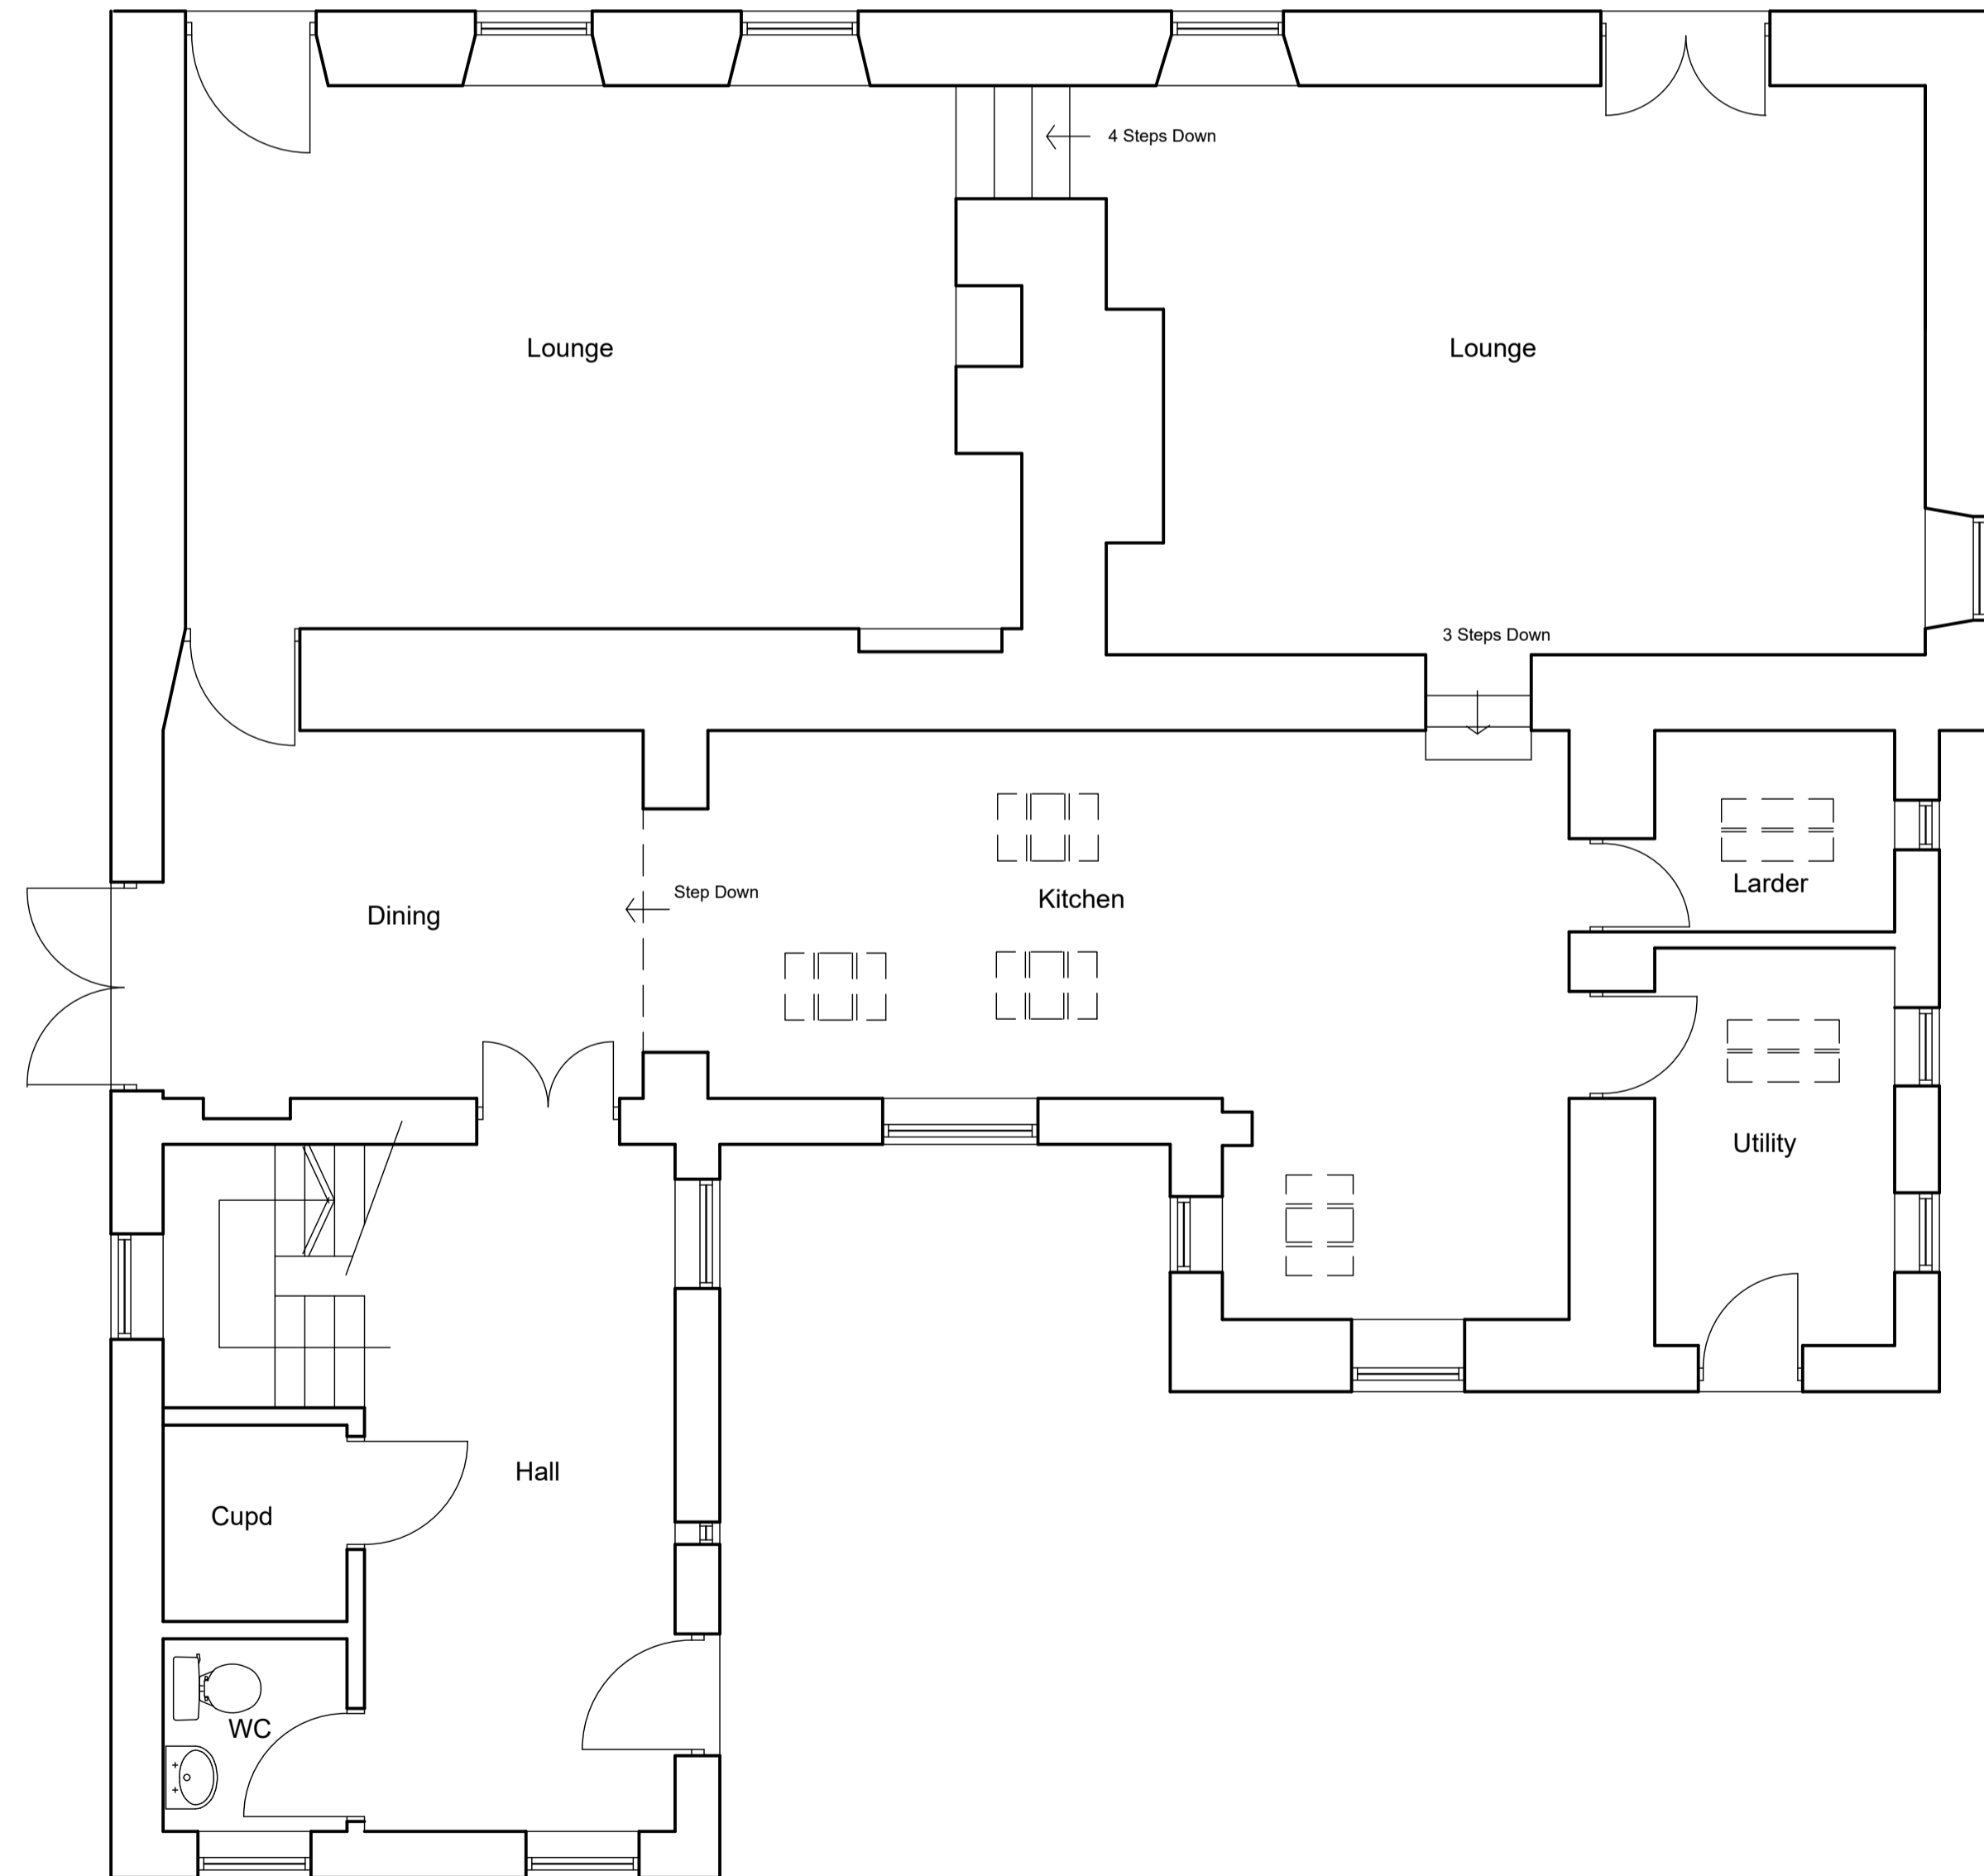 4 Steps Down
Lounge
Lounge
3 Steps Down
Larder
Step Down
Kitchen
Dining
Utility
Hall
Cupd
WC